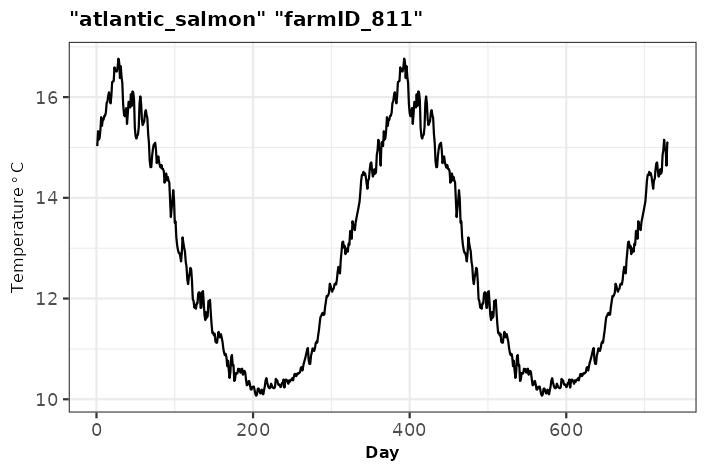 "atlantic_salmon" "farmID_811"
Temperature ° C
16
14
12
10
0
200
400
600
Day